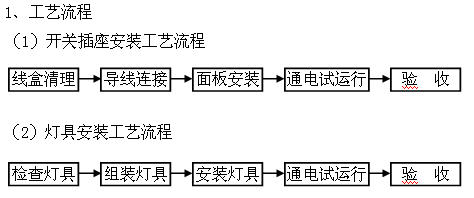 1、工艺流程
（1）开关插座安装工艺流程
线盒清理 导线连接 面板安装 通电试运行 验 收
（2）灯具安装工艺流程
检查灯具 组装灯具 安装灯具 通电试运行 验 收